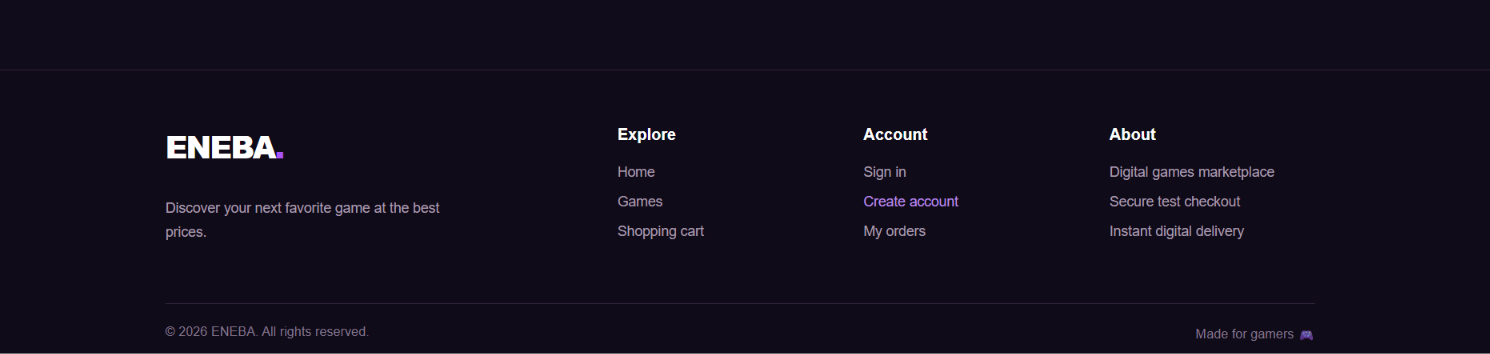 ENEBA.
Discover your next favorite game at the best
prices.
Explore
Home
Games
Shopping cart
Account
Sign in
Create account
My orders
About
Digital games marketplace
Secure test checkout
Instant digital delivery
© 2026 ENEBA. All rights reserved.
Made for gamers 🎮